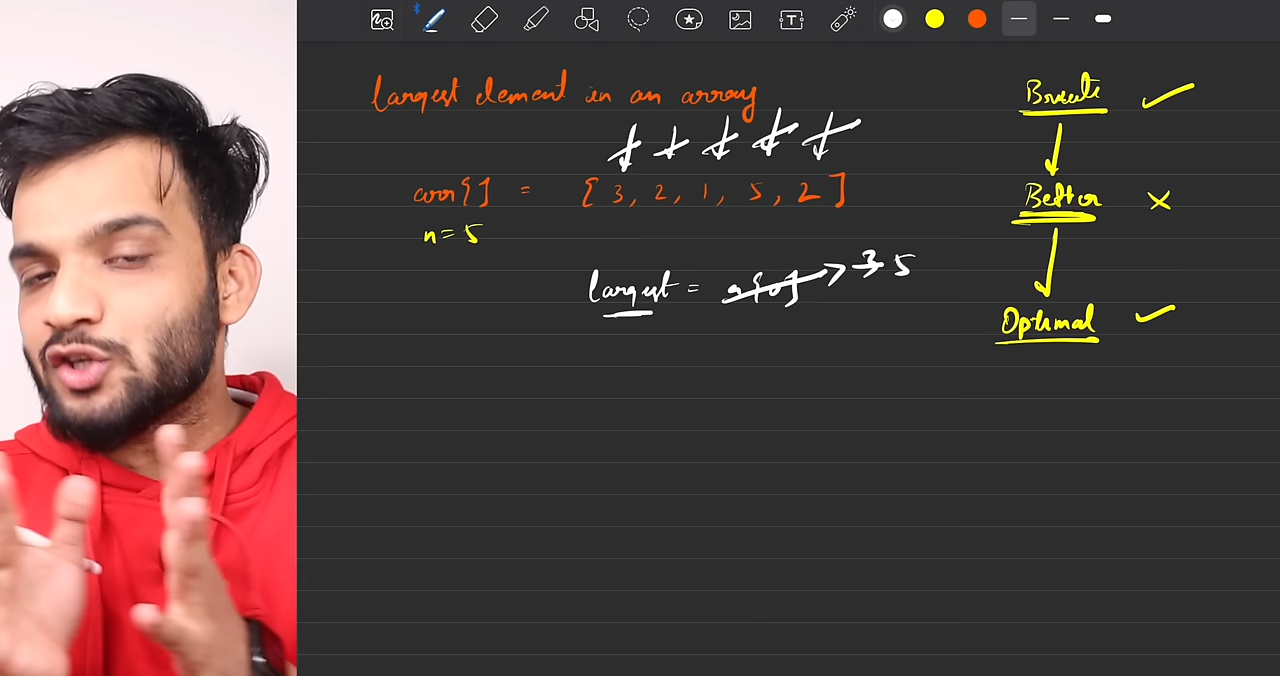 largest element in an array
arr[] = [3, 2, 1, 5, 2]
n = 5
largest = a[0] → 3 5
Brute ✓
Better ×
Optimal ✓